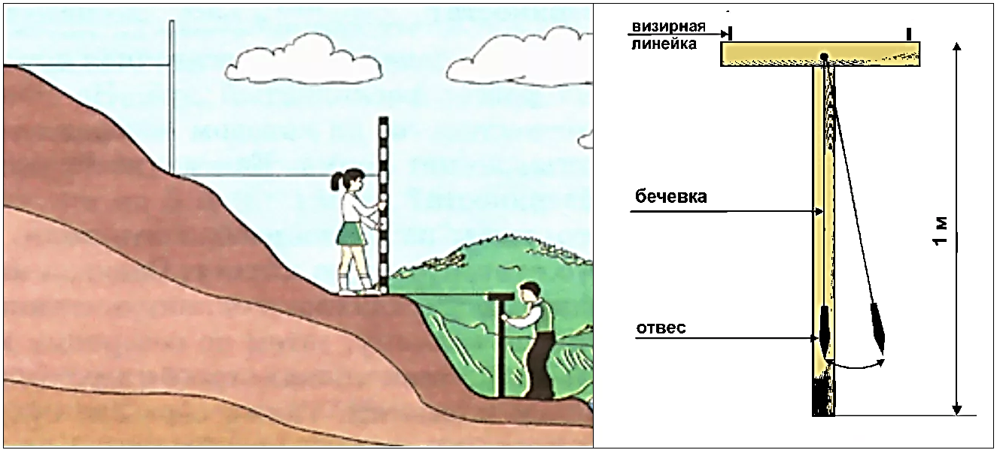 визирная
линейка
бечевка
отвес
1 м